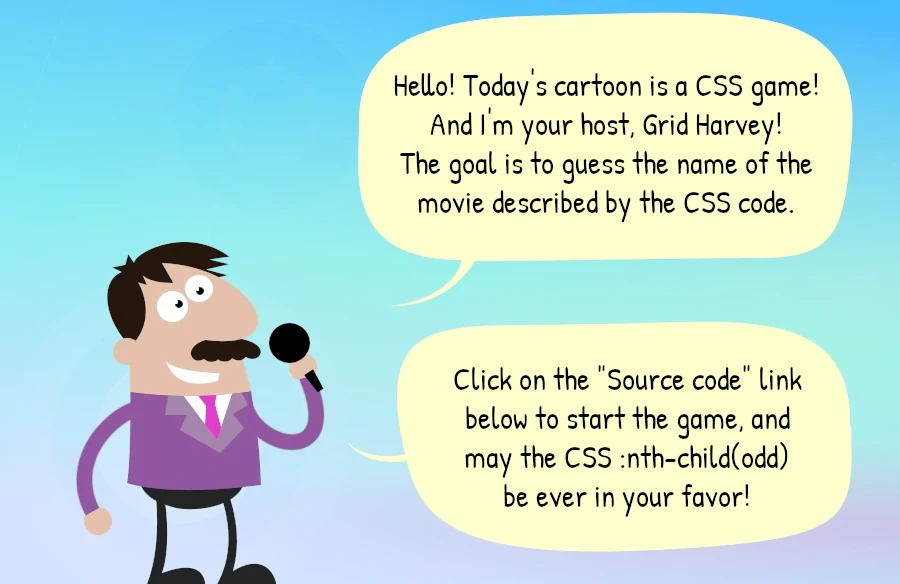 Hello! Today's cartoon is a CSS game!
And I'm your host, Grid Harvey!
The goal is to guess the name of the
movie described by the CSS code.
Click on the "Source code" link
below to start the game, and
may the CSS :nth-child(odd)
be ever in your favor!